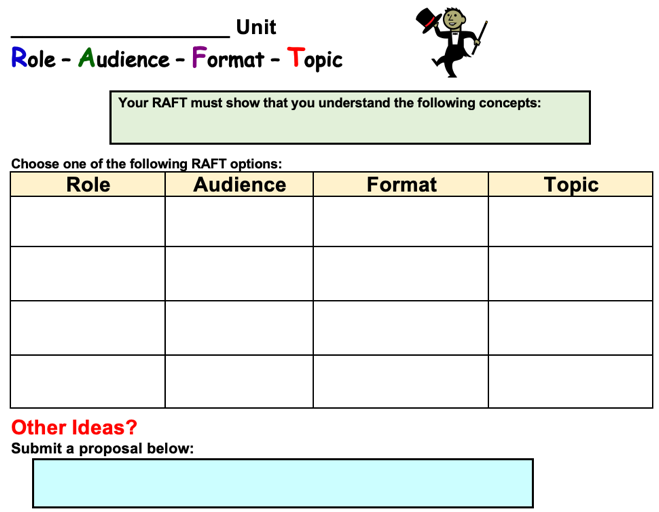 ____________________ Unit
Role – Audience – Format – Topic
Your RAFT must show that you understand the following concepts:
Choose one of the following RAFT options:
Role Audience Format Topic
Other Ideas?
Submit a proposal below: